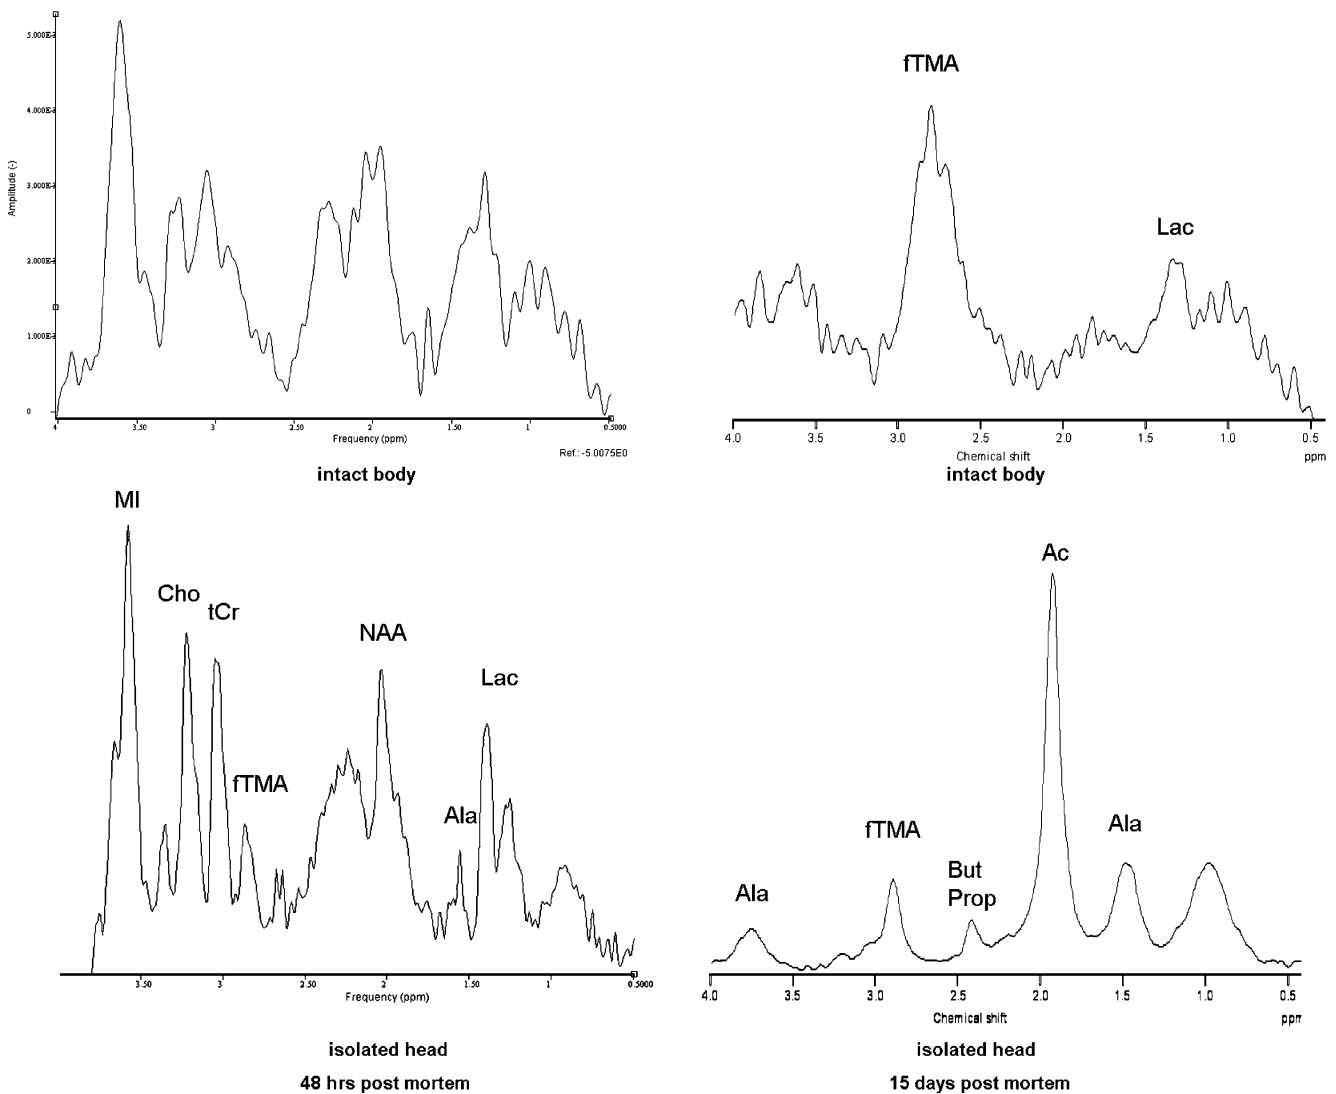 5.000E-3
4.000E-3
3.000E-3
2.000E-3
1.000E-3
0
Amplitude (-)
4
3.50
3
2.50
2
1.50
1
0.5000
Frequency (ppm)
Ref.: -5.0075E0
intact body
fTMA
Lac
4.0
3.5
3.0
2.5
2.0
1.5
1.0
0.5
Chemical shift
ppm
intact body
MI
Cho
tCr
fTMA
NAA
Ala
Lac
3.50
3
2.50
2
1.50
1
0.5000
Frequency (ppm)
isolated head
48 hrs post mortem
Ac
Ala
fTMA
But
Prop
Ala
4.0
3.5
3.0
2.5
2.0
1.5
1.0
0.5
Chemical shift
ppm
isolated head
15 days post mortem